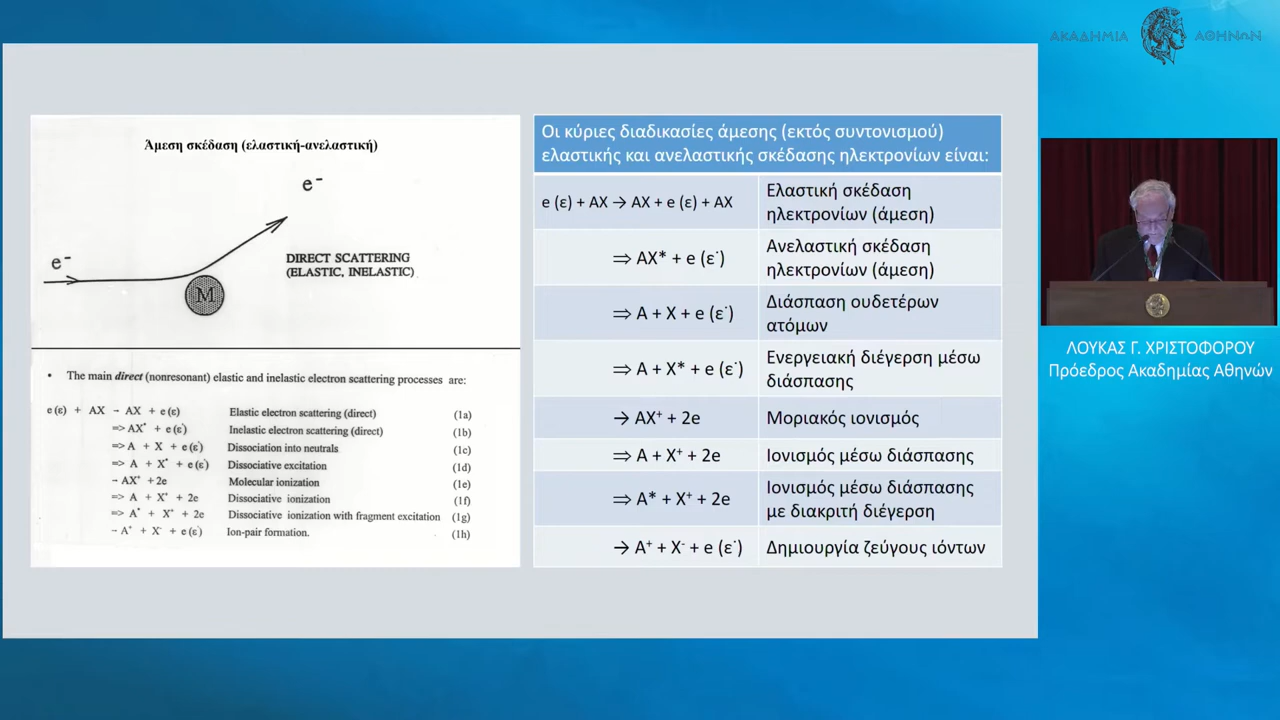 ΑΚΑΔΗΜΙΑ ΑΘΗΝΩΝ
Άμεση σκέδαση (ελαστική-ανελαστική)
e⁻
e⁻
DIRECT SCATTERING
(ELASTIC, INELASTIC)
M
• The main direct (nonresonant) elastic and inelastic electron scattering processes are:
e (ε) + AX → AX + e (ε) Elastic electron scattering (direct) (1a)
=> AX* + e (ε′) Inelastic electron scattering (direct) (1b)
=> A + X + e (ε′) Dissociation into neutrals (1c)
=> A + X* + e (ε′) Dissociative excitation (1d)
→ AX⁺ + 2e Molecular ionization (1e)
=> A + X⁺ + 2e Dissociative ionization (1f)
=> A* + X⁺ + 2e Dissociative ionization with fragment excitation (1g)
→ A⁺ + X⁻ + e (ε′) Ion-pair formation. (1h)
Οι κύριες διαδικασίες άμεσης (εκτός συντονισμού)
ελαστικής και ανελαστικής σκέδασης ηλεκτρονίων είναι:
e (ε) + AX → AX + e (ε) + AX Ελαστική σκέδαση
ηλεκτρονίων (άμεση)
⇒ AX* + e (ε˙) Ανελαστική σκέδαση
ηλεκτρονίων (άμεση)
⇒ A + X + e (ε˙) Διάσπαση ουδετέρων
ατόμων
⇒ A + X* + e (ε˙) Ενεργειακή διέγερση μέσω
διάσπασης
→ AX⁺ + 2e Μοριακός ιονισμός
⇒ A + X⁺ + 2e Ιονισμός μέσω διάσπασης
⇒ A* + X⁺ + 2e Ιονισμός μέσω διάσπασης
με διακριτή διέγερση
→ A⁺ + X⁻ + e (ε˙) Δημιουργία ζεύγους ιόντων
ΛΟΥΚΑΣ Γ. ΧΡΙΣΤΟΦΟΡΟΥ
Πρόεδρος Ακαδημίας Αθηνών